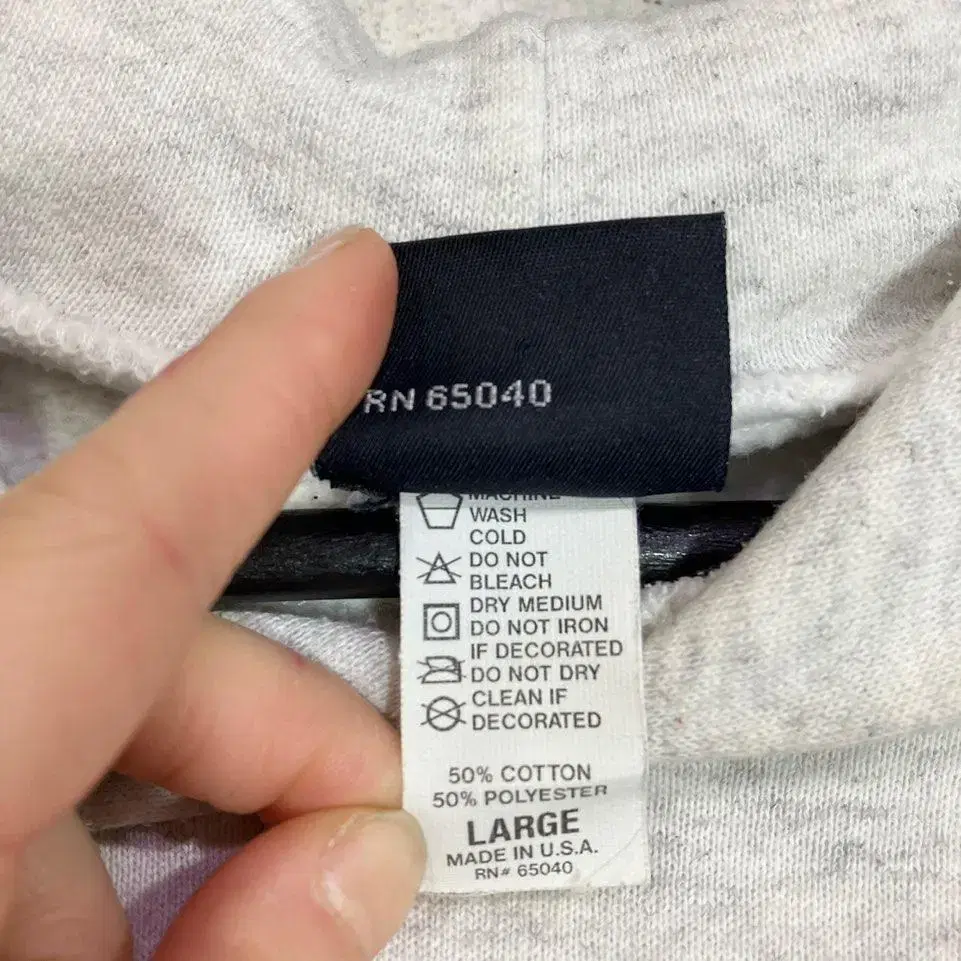 RN 65040
MACHINE
WASH
COLD
DO NOT
BLEACH
DRY MEDIUM
DO NOT IRON
IF DECORATED
DO NOT DRY
CLEAN IF
DECORATED
50% COTTON
50% POLYESTER
LARGE
MADE IN U.S.A.
RN# 65040